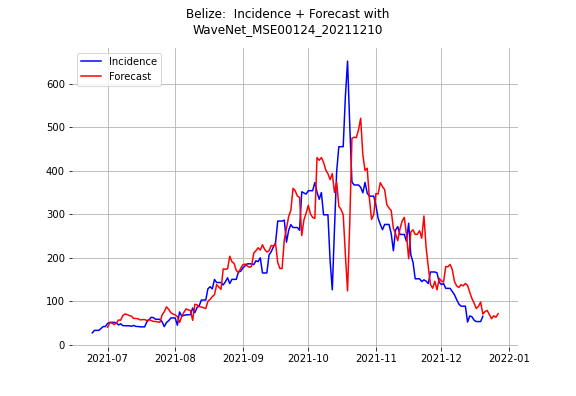 Belize:  Incidence + Forecast with
WaveNet_MSE00124_20211210
Incidence
Forecast
600
500
400
300
200
100
0
2021-07 2021-08 2021-09 2021-10 2021-11 2021-12 2022-01